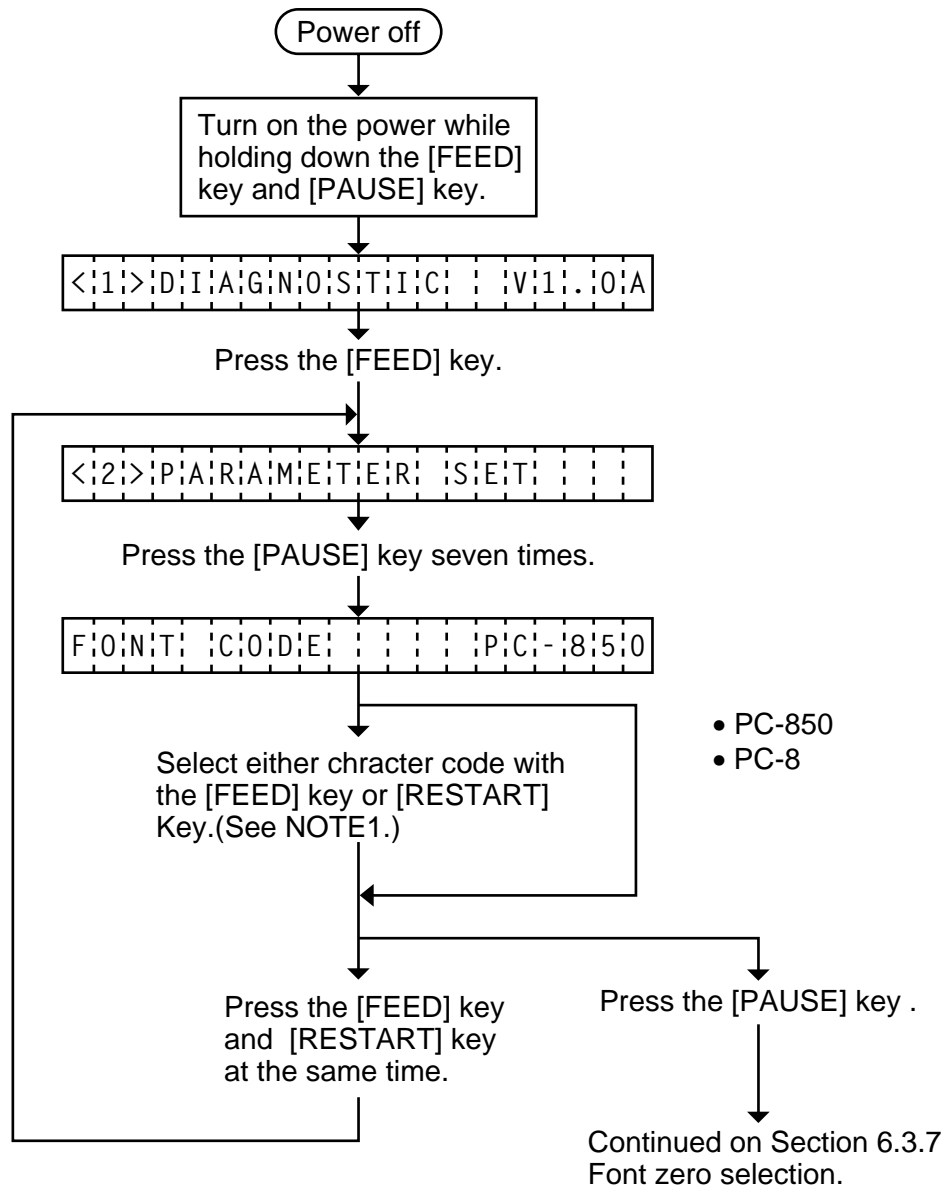 Power off
Turn on the power while
holding down the [FEED]
key and [PAUSE] key.
<1>DIAGNOSTIC  V1.0A
Press the [FEED] key.
<2>PARAMETER SET
Press the [PAUSE] key seven times.
FONT CODE     PC-850
• PC-850
• PC-8
Select either chracter code with
the [FEED] key or [RESTART]
Key.(See NOTE1.)
Press the [FEED] key
and [RESTART] key
at the same time.
Press the [PAUSE] key .
Continued on Section 6.3.7
Font zero selection.